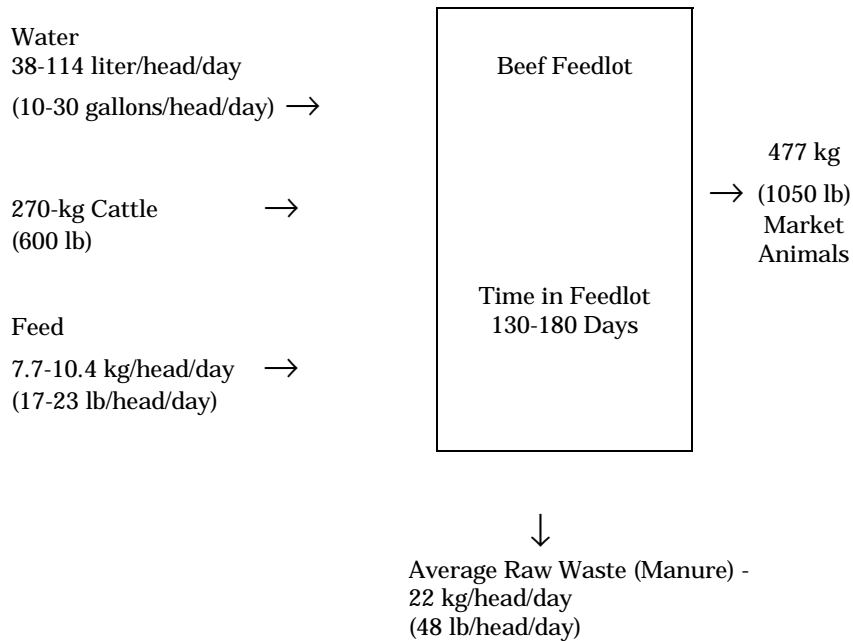 Water
38-114 liter/head/day
(10-30 gallons/head/day) →
270-kg Cattle →
(600 lb)
Feed
7.7-10.4 kg/head/day →
(17-23 lb/head/day)
Beef Feedlot
Time in Feedlot
130-180 Days
477 kg
→ (1050 lb)
Market
Animals
↓
Average Raw Waste (Manure) -
22 kg/head/day
(48 lb/head/day)